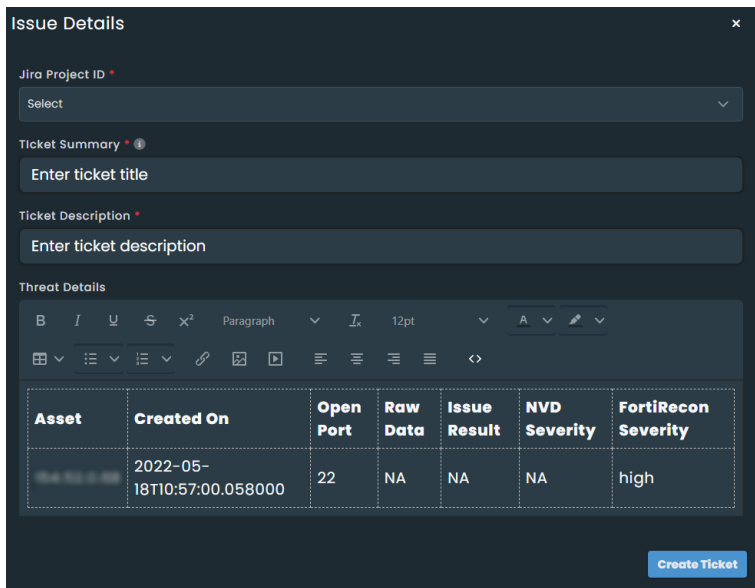 Issue Details
×
Jira Project ID *
Select
Ticket Summary *
Enter ticket title
Ticket Description *
Enter ticket description
Threat Details
B I U S X² Paragraph Ix 12pt A
Asset Created On Open Port Raw Data Issue Result NVD Severity FortiRecon Severity
2022-05-18T10:57:00.058000 22 NA NA NA high
Create Ticket